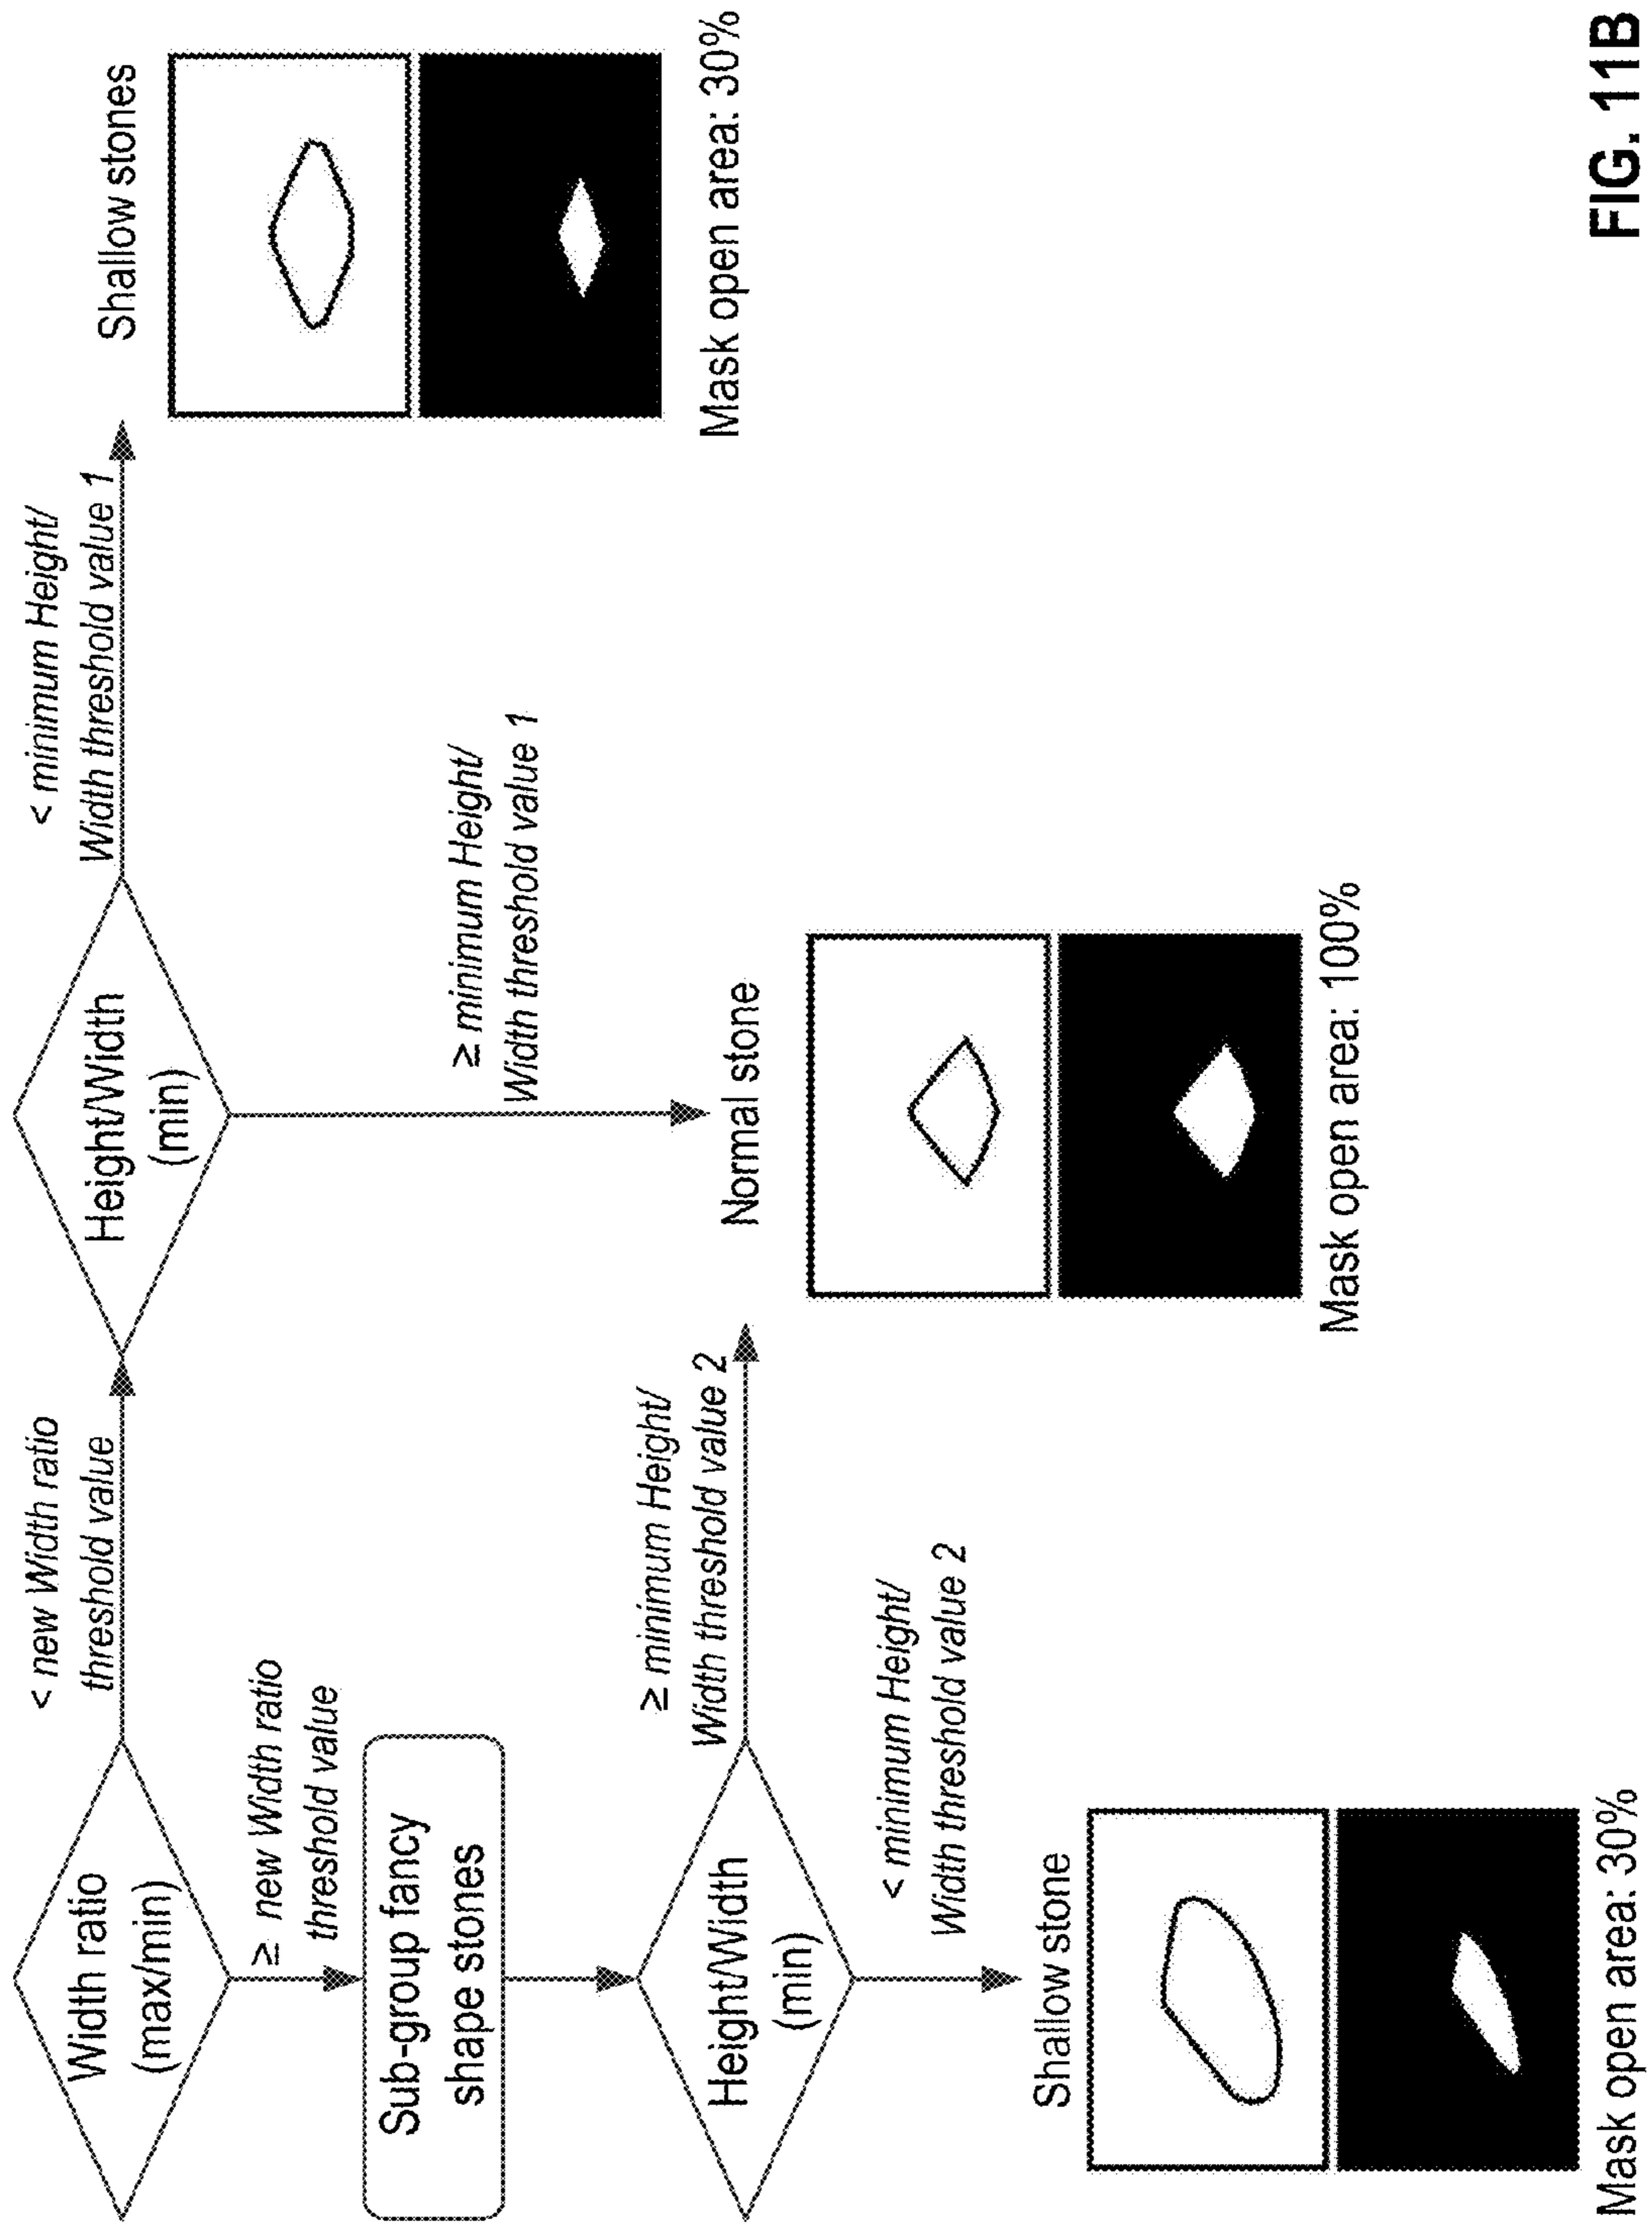 Width ratio
(max/min)
< new Width ratio
threshold value
Height/Width
(min)
< minimum Height/
Width threshold value 1
Shallow stones
Mask open area: 30%
≥ new Width ratio
threshold value
Sub-group fancy
shape stones
≥ minimum Height/
Width threshold value 1
Height/Width
(min)
≥ minimum Height/
Width threshold value 2
Normal stone
Mask open area: 100%
< minimum Height/
Width threshold value 2
Shallow stone
Mask open area: 30%
FIG. 11B